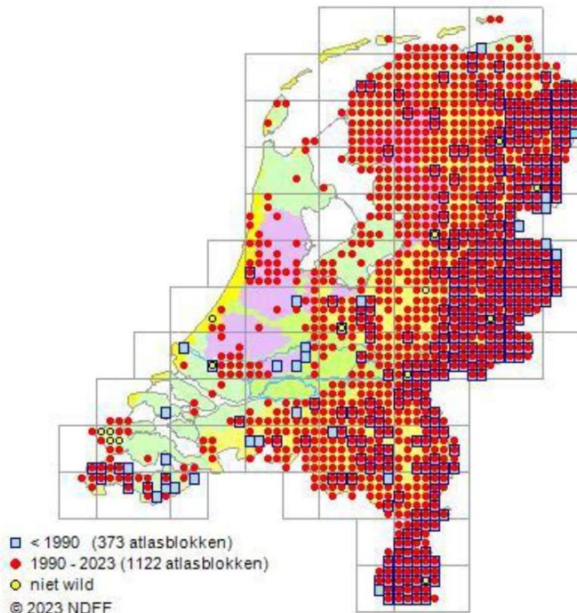 < 1990 (373 atlasblokken)
1990 - 2023 (1122 atlasblokken)
niet wild
© 2023 NDFF